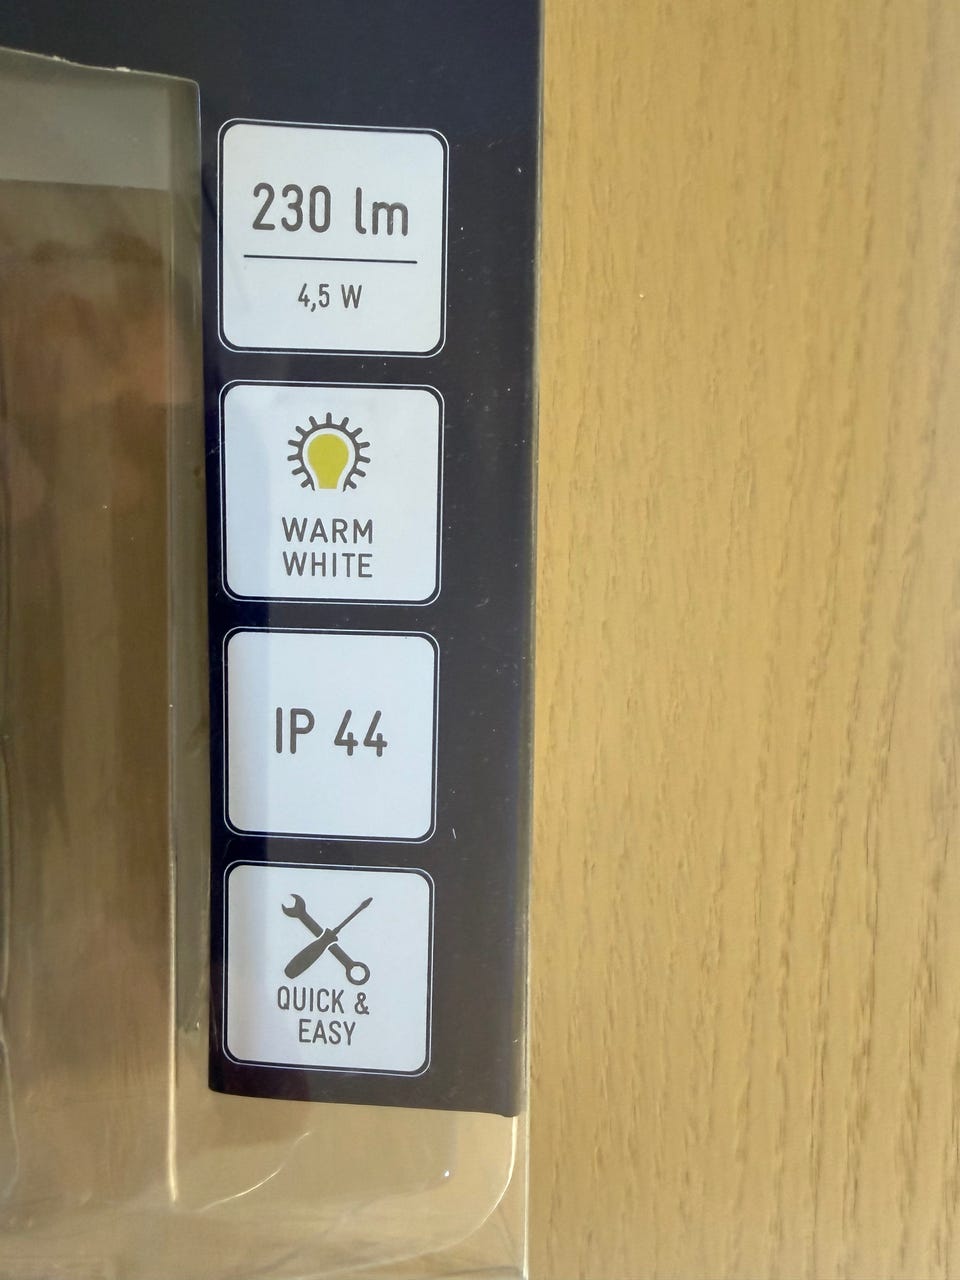 230 lm
4,5 W
WARM
WHITE
IP 44
QUICK &
EASY